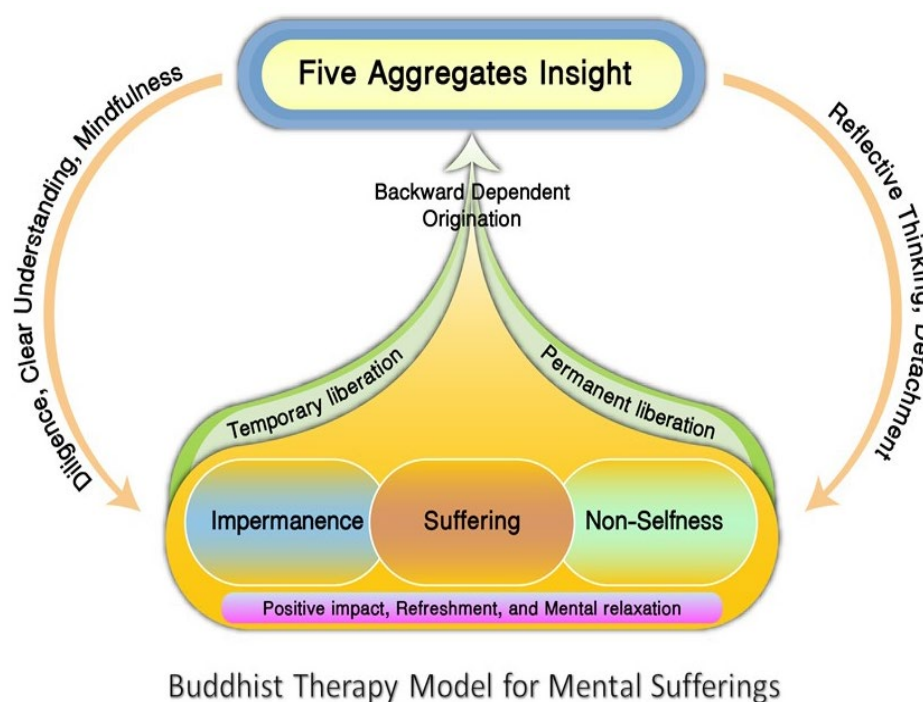 Five Aggregates Insight
Diligence, Clear Understanding, Mindfulness
Reflective Thinking, Detachment
Backward Dependent
Origination
Temporary liberation
Permanent liberation
Impermanence
Suffering
Non-Selfness
Positive impact, Refreshment, and Mental relaxation
Buddhist Therapy Model for Mental Sufferings